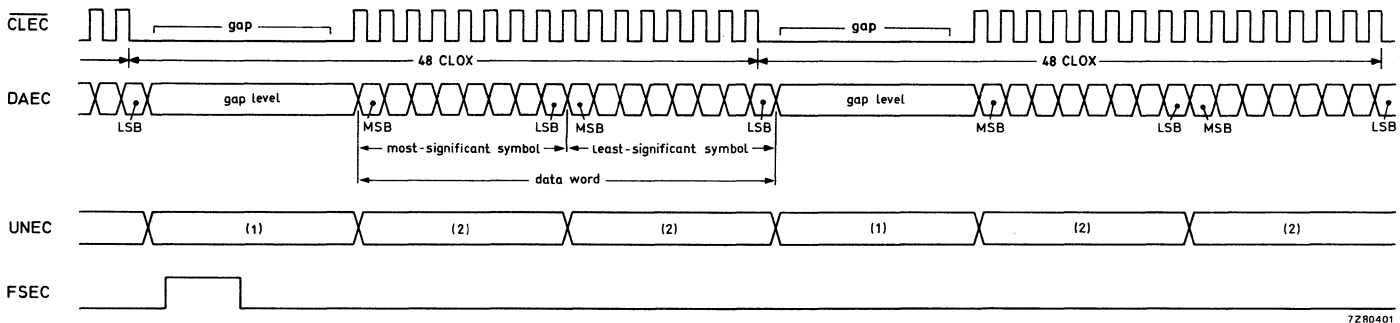 CLEC
gap
gap
48 CLOX
48 CLOX
DAEC
gap level
gap level
LSB
MSB
LSB
MSB
LSB
MSB
LSB
MSB
LSB
most-significant symbol
least-significant symbol
data word
UNEC
(1)
(2)
(2)
(1)
(2)
(2)
FSEC
7Z80401